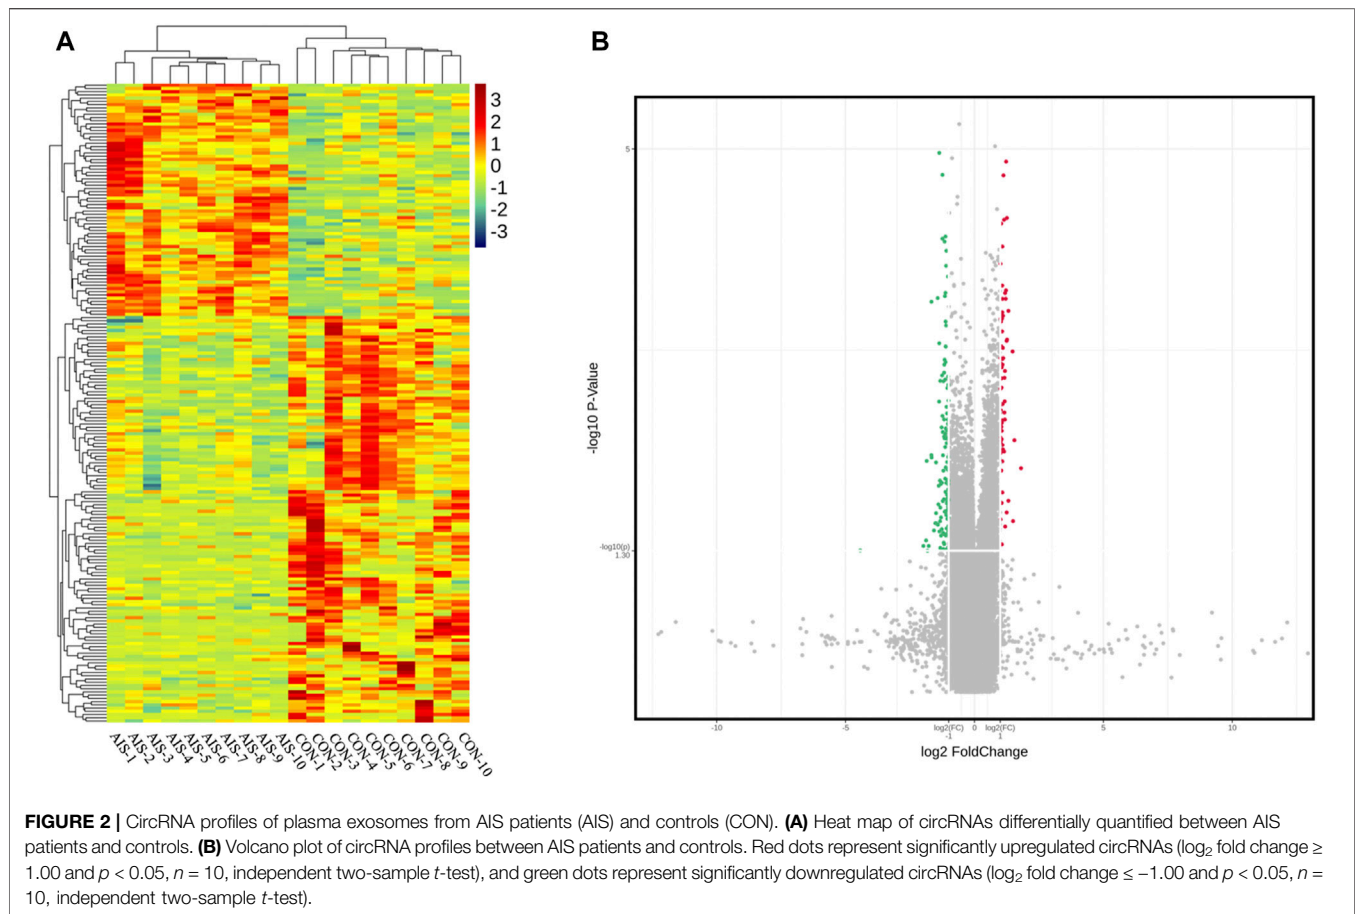 A
B
3
2
1
0
-1
-2
-3
AIS-1
AIS-2
AIS-3
AIS-4
AIS-5
AIS-6
AIS-7
AIS-8
AIS-9
AIS-10
CON-1
CON-2
CON-3
CON-4
CON-5
CON-6
CON-7
CON-8
CON-9
CON-10
5
-log10 P-Value
-log10(p)
1.30
-10
-5
log2(FC)
-1
0
log2(FC)
1
5
10
log2 FoldChange
FIGURE 2 | CircRNA profiles of plasma exosomes from AIS patients (AIS) and controls (CON). (A) Heat map of circRNAs differentially quantified between AIS
patients and controls. (B) Volcano plot of circRNA profiles between AIS patients and controls. Red dots represent significantly upregulated circRNAs (log₂ fold change ≥
1.00 and p < 0.05, n = 10, independent two-sample t-test), and green dots represent significantly downregulated circRNAs (log₂ fold change ≤ −1.00 and p < 0.05, n =
10, independent two-sample t-test).